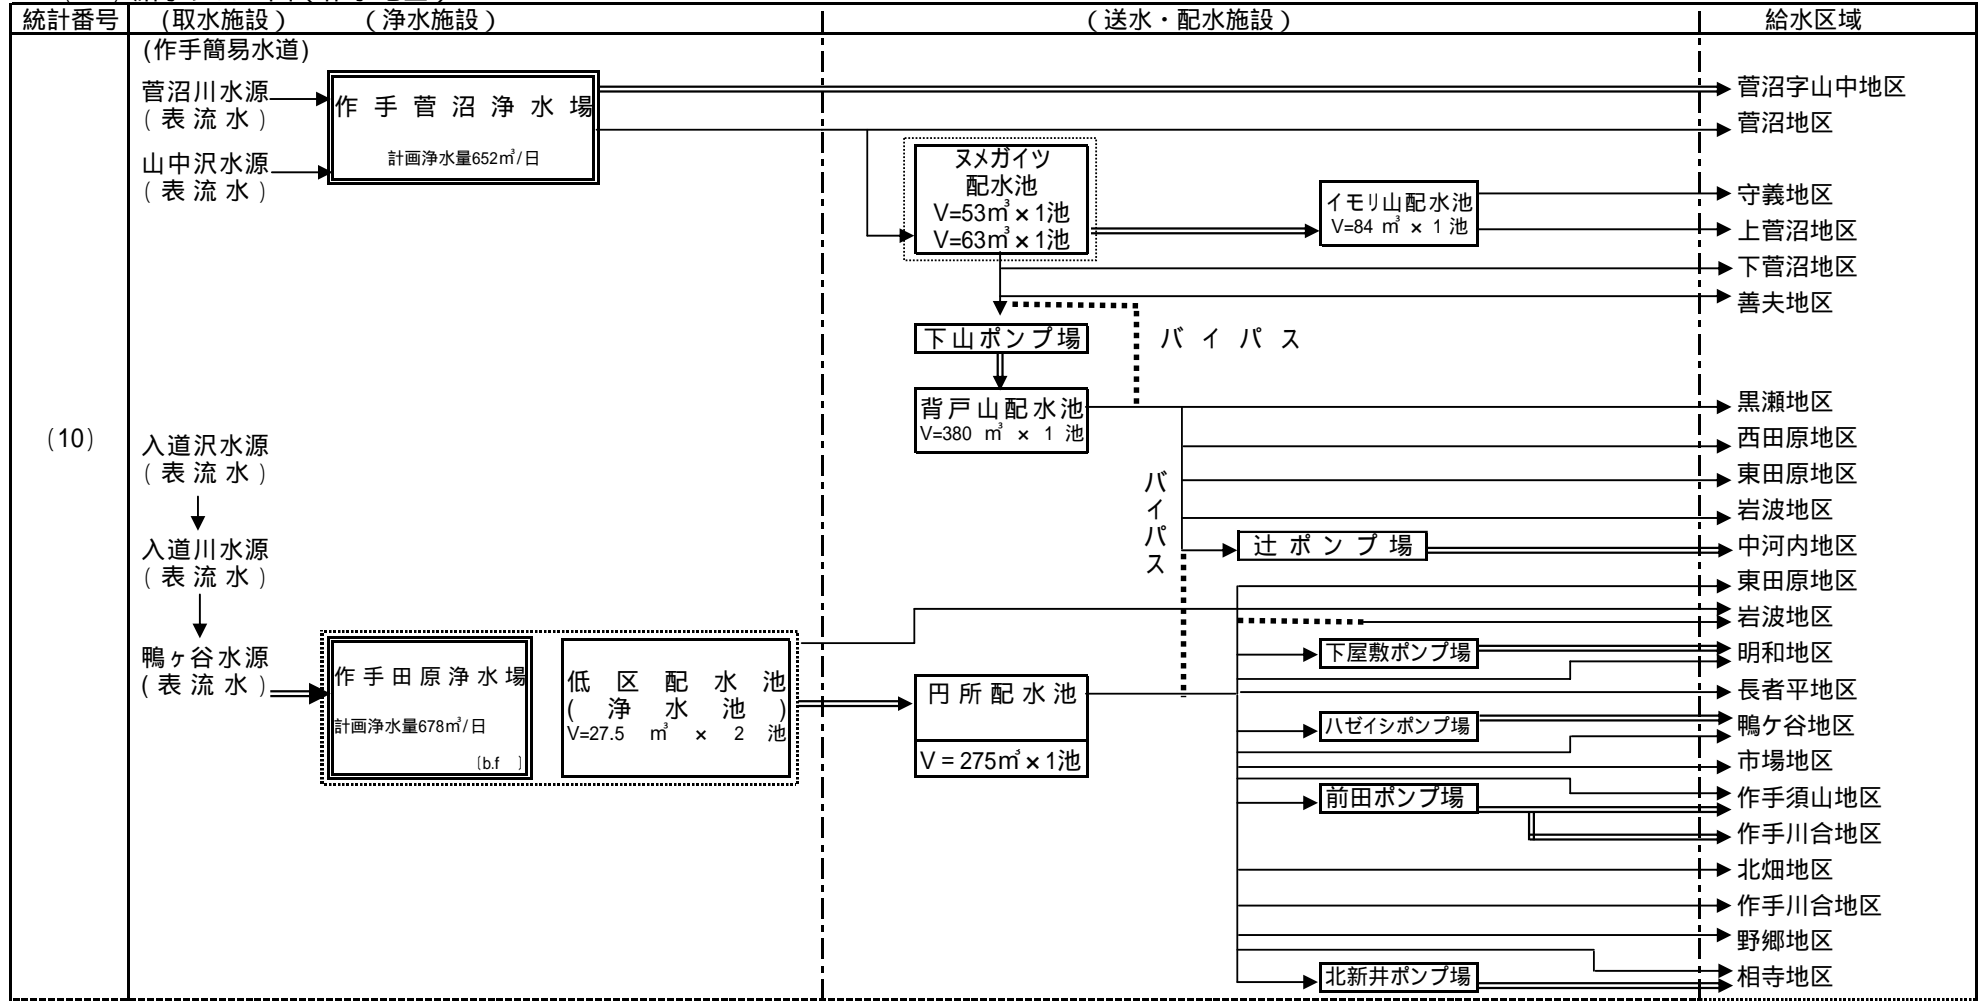 統計番号
(取水施設)
(浄水施設)
(送水・配水施設)
給水区域
(10)
(作手簡易水道)
菅沼川水源
(表流水)
山中沢水源
(表流水)
作手菅沼浄水場
計画浄水量652㎥/日
ヌメガイツ
配水池
V=53㎥×1池
V=63㎥×1池
イモリ山配水池
V=84 ㎥ × 1 池
菅沼字山中地区
菅沼地区
守義地区
上菅沼地区
下菅沼地区
善夫地区
下山ポンプ場
バイパス
背戸山配水池
V=380 ㎥ × 1 池
バイパス
黒瀬地区
西田原地区
東田原地区
岩波地区
辻ポンプ場
中河内地区
入道沢水源
(表流水)
入道川水源
(表流水)
鴨ヶ谷水源
(表流水)
作手田原浄水場
計画浄水量678㎥/日
(b.f )
低区配水池
(浄水池)
V=27.5 ㎥ × 2 池
円所配水池
V=275㎥×1池
東田原地区
岩波地区
下屋敷ポンプ場
明和地区
長者平地区
ハゼイシポンプ場
鴨ケ谷地区
市場地区
前田ポンプ場
作手須山地区
作手川合地区
北畑地区
作手川合地区
野郷地区
北新井ポンプ場
相寺地区